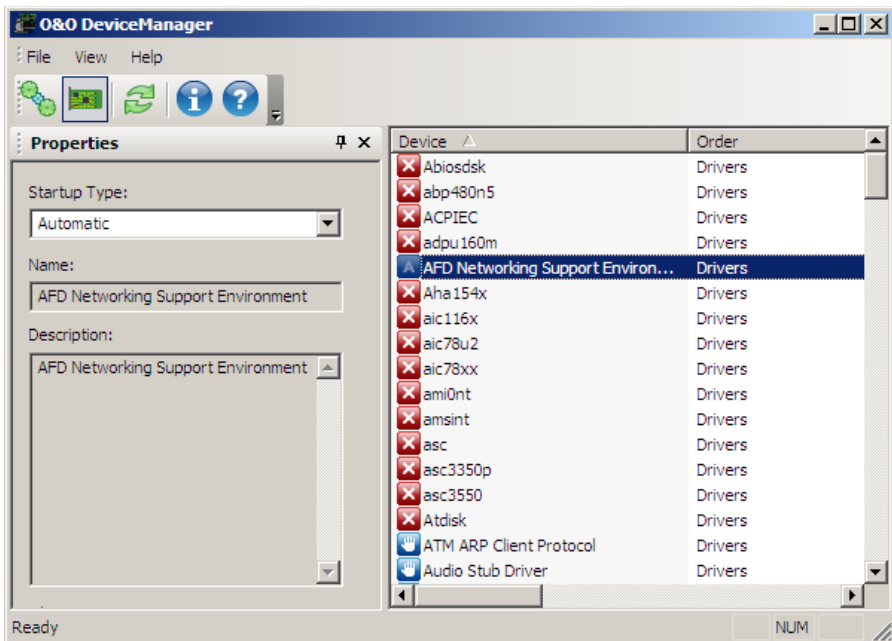 O&O DeviceManager
File View Help
Properties
Startup Type:
Automatic
Name:
AFD Networking Support Environment
Description:
AFD Networking Support Environment
Device Order
Abiosdsk Drivers
abp480n5 Drivers
ACPIEC Drivers
adpu160m Drivers
A AFD Networking Support Environ... Drivers
Aha154x Drivers
aic116x Drivers
aic78u2 Drivers
aic78xx Drivers
ami0nt Drivers
amsint Drivers
asc Drivers
asc3350p Drivers
asc3550 Drivers
Atdisk Drivers
ATM ARP Client Protocol Drivers
Audio Stub Driver Drivers
Ready NUM